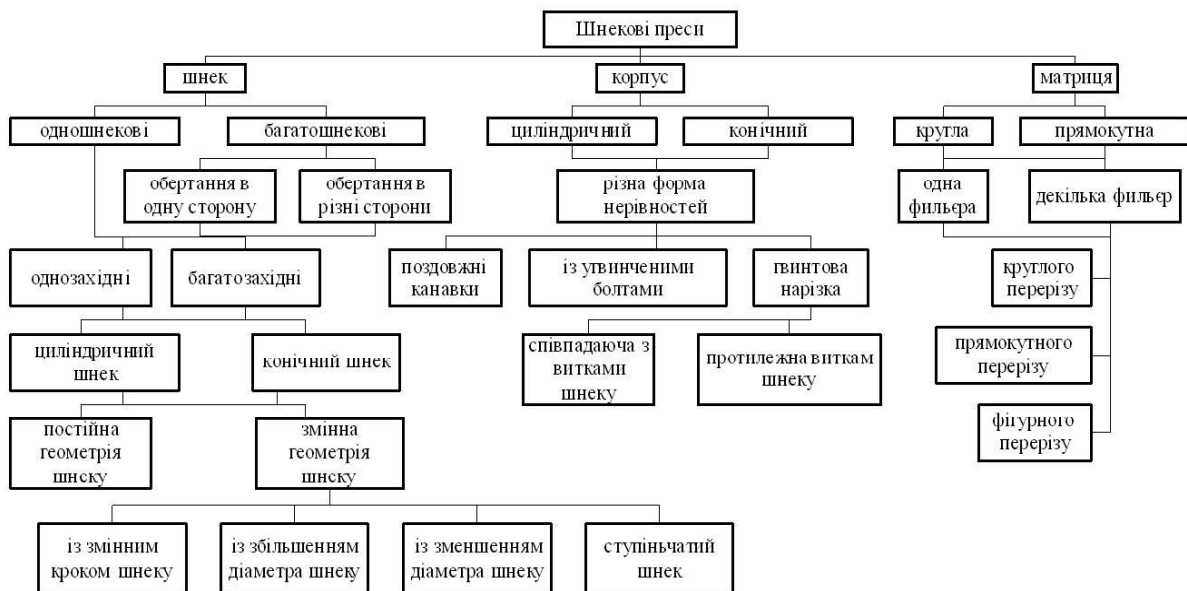 Шнекові преси
шнек
корпус
матриця
одношнекові
багатошнекові
циліндричний
конічний
кругла
прямокутна
обертання в
одну сторону
обертання в
різні сторони
різна форма
нерівностей
одна
фильєра
декілька фильєр
однозахідні
багатозахідні
поздовжні
канавки
із угвинченими
болтами
гвинтова
нарізка
круглого
перерізу
циліндричний
шнек
конічний шнек
співпадаюча з
витками
шнеку
протилежна виткам
шнеку
прямокутного
перерізу
постійна
геометрія
шнеку
змінна
геометрія
шнеку
фігурного
перерізу
із змінним
кроком шнеку
із збільшенням
діаметра шнеку
із зменшенням
діаметра шнеку
ступіньчатий
шнек